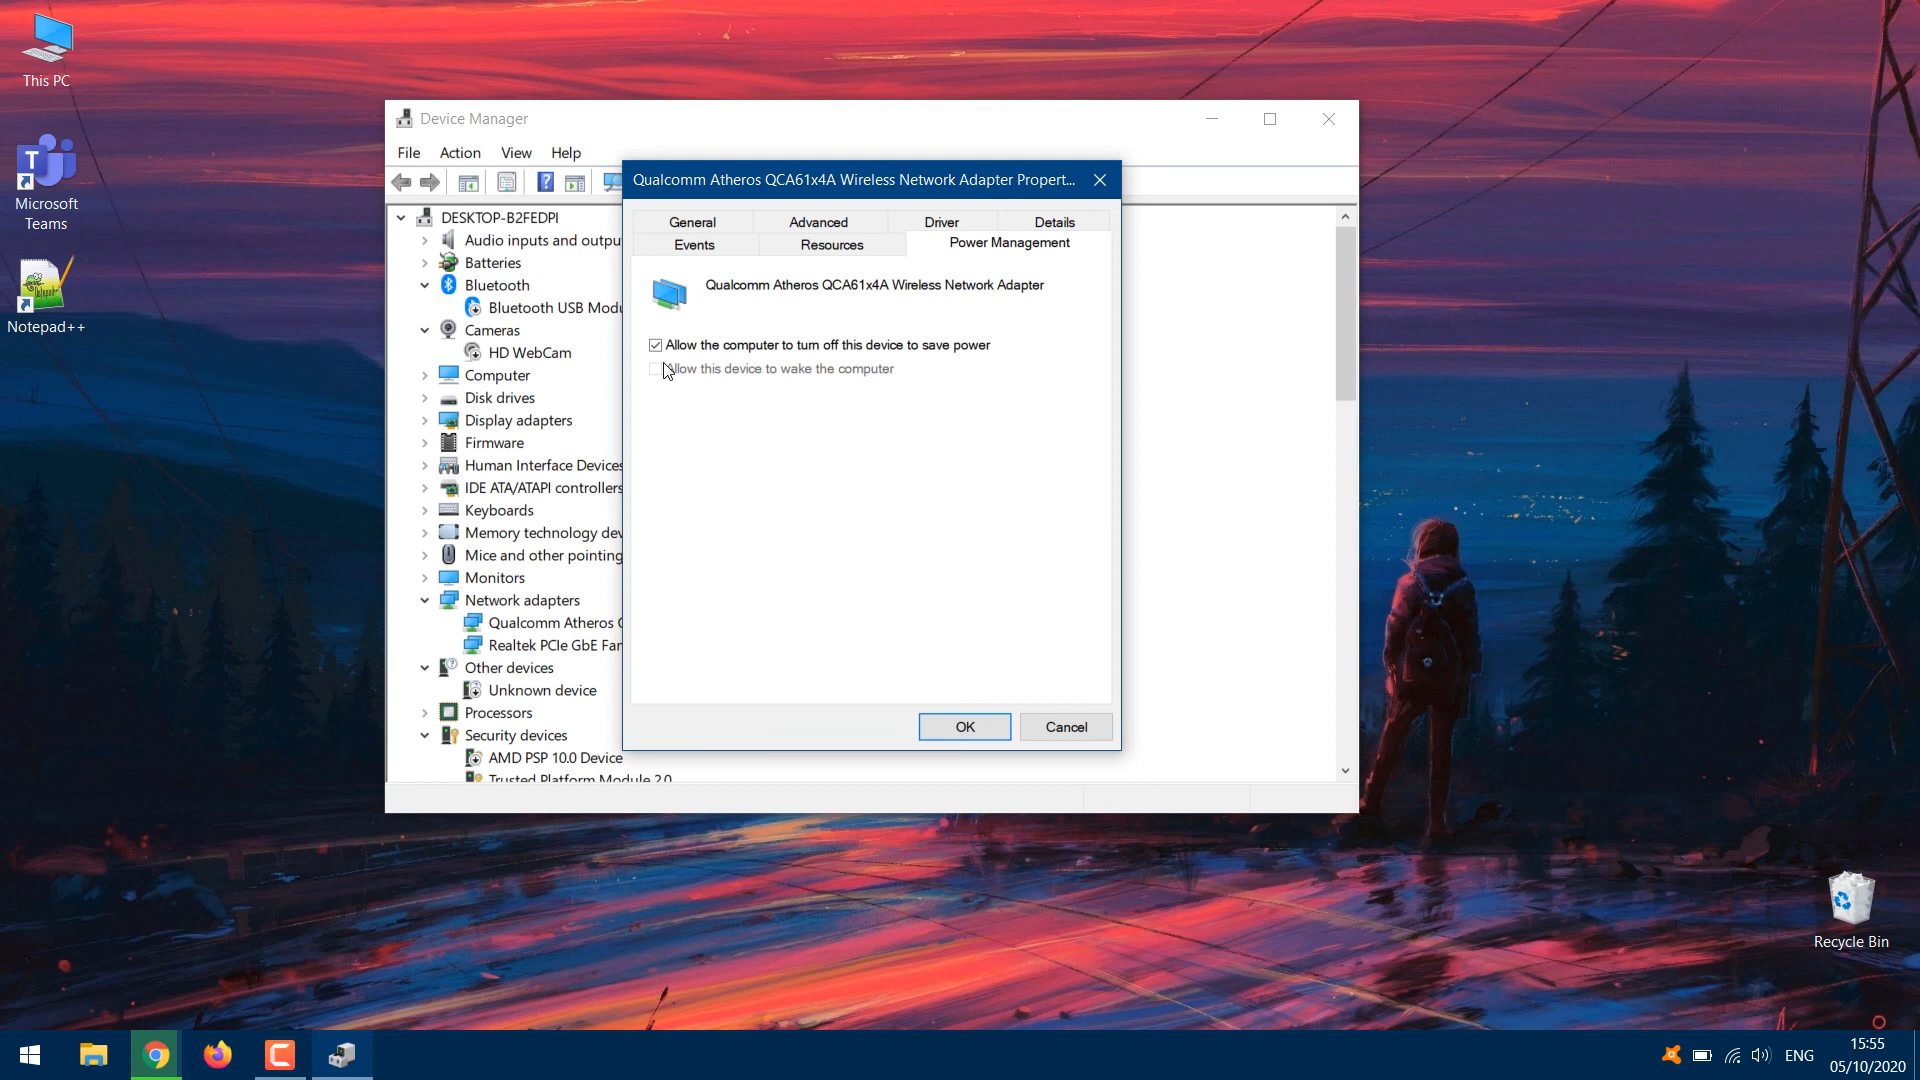 This PC
Microsoft
Teams
Notepad++
Device Manager
File Action View Help
DESKTOP-B2FEDPI
Audio inputs and outpu
Batteries
Bluetooth
Bluetooth USB Modu
Cameras
HD WebCam
Computer
Disk drives
Display adapters
Firmware
Human Interface Devices
IDE ATA/ATAPI controllers
Keyboards
Memory technology dev
Mice and other pointing
Monitors
Network adapters
Qualcomm Atheros
Realtek PCIe GbE Fam
Other devices
Unknown device
Processors
Security devices
AMD PSP 10.0 Device
Trusted Platform Module 2.0
Qualcomm Atheros QCA61x4A Wireless Network Adapter Propert...
General Advanced Driver Details
Events Resources Power Management
Qualcomm Atheros QCA61x4A Wireless Network Adapter
Allow the computer to turn off this device to save power
Allow this device to wake the computer
OK Cancel
Recycle Bin
ENG
15:55
05/10/2020